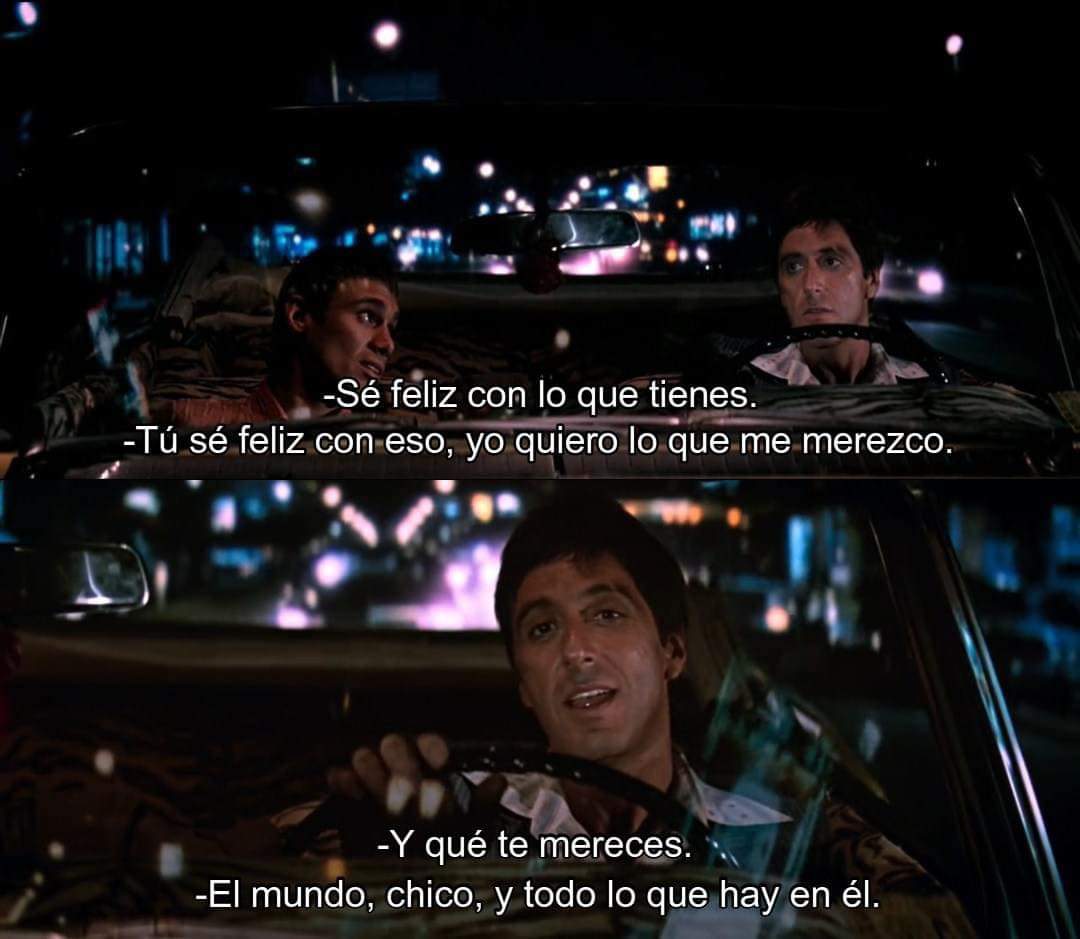 -Sé feliz con lo que tienes.
-Tú sé feliz con eso, yo quiero lo que me merezco.
-Y qué te mereces.
-El mundo, chico, y todo lo que hay en él.